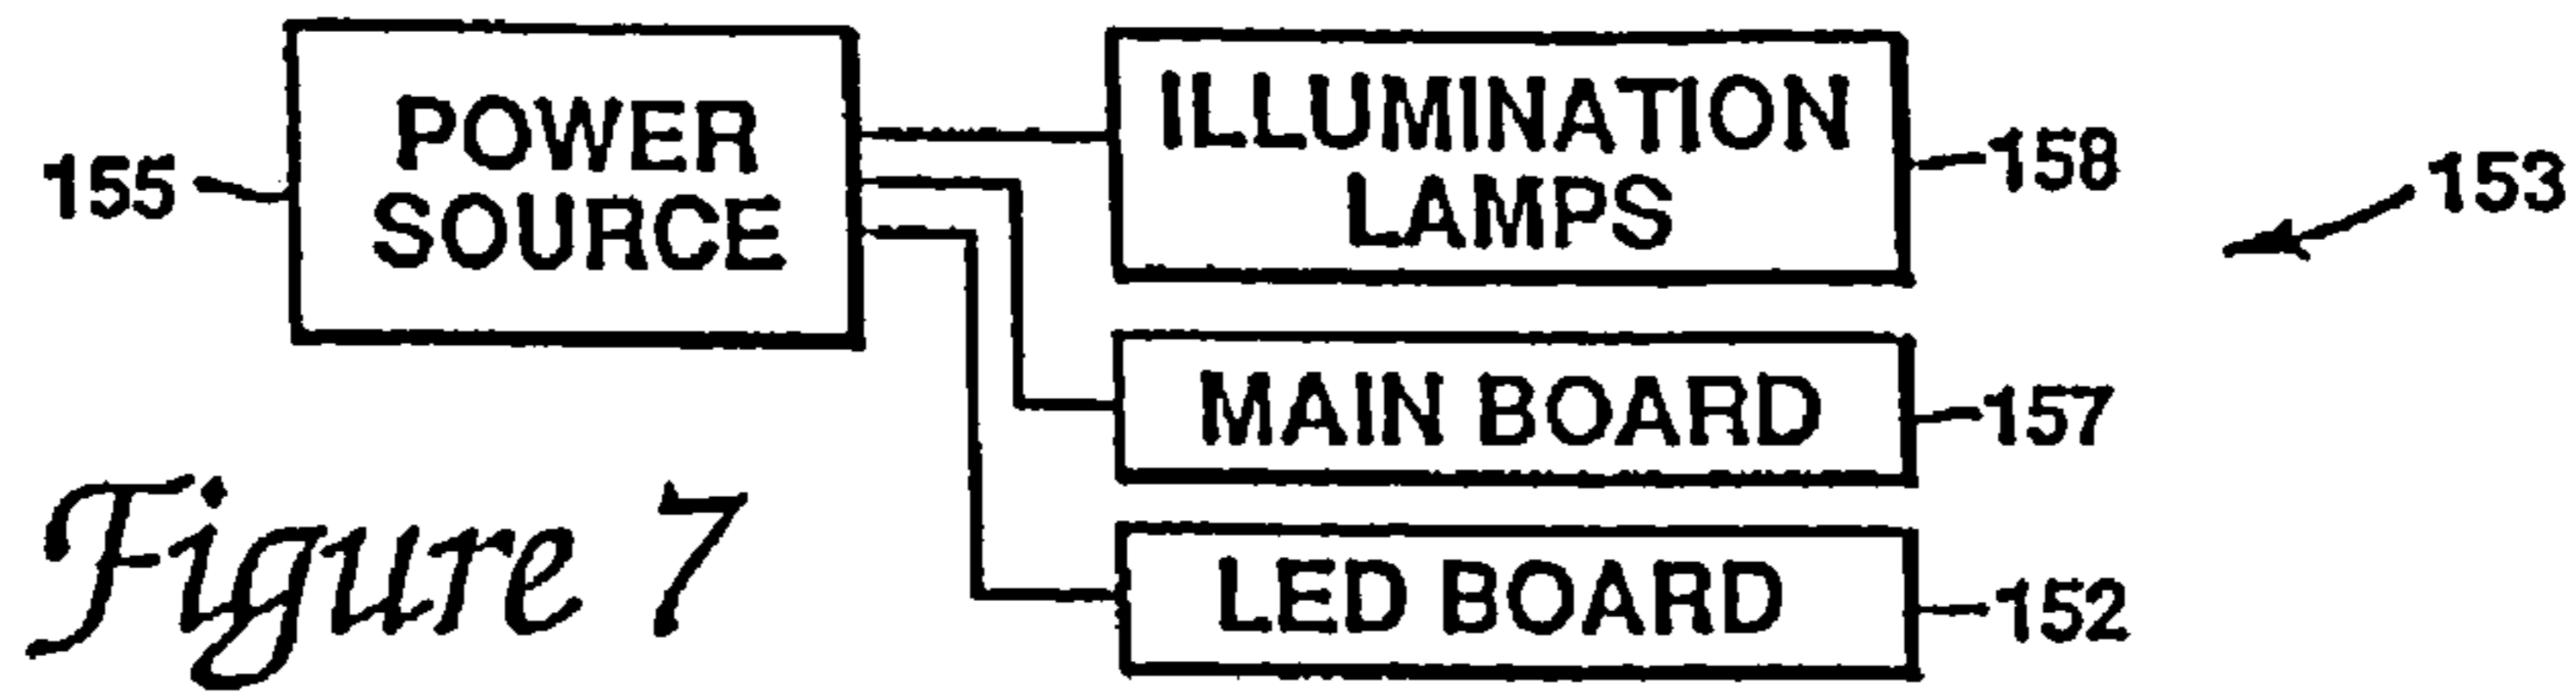 155
POWER
SOURCE
ILLUMINATION
LAMPS
158
153
MAIN BOARD
157
LED BOARD
152
Figure 7